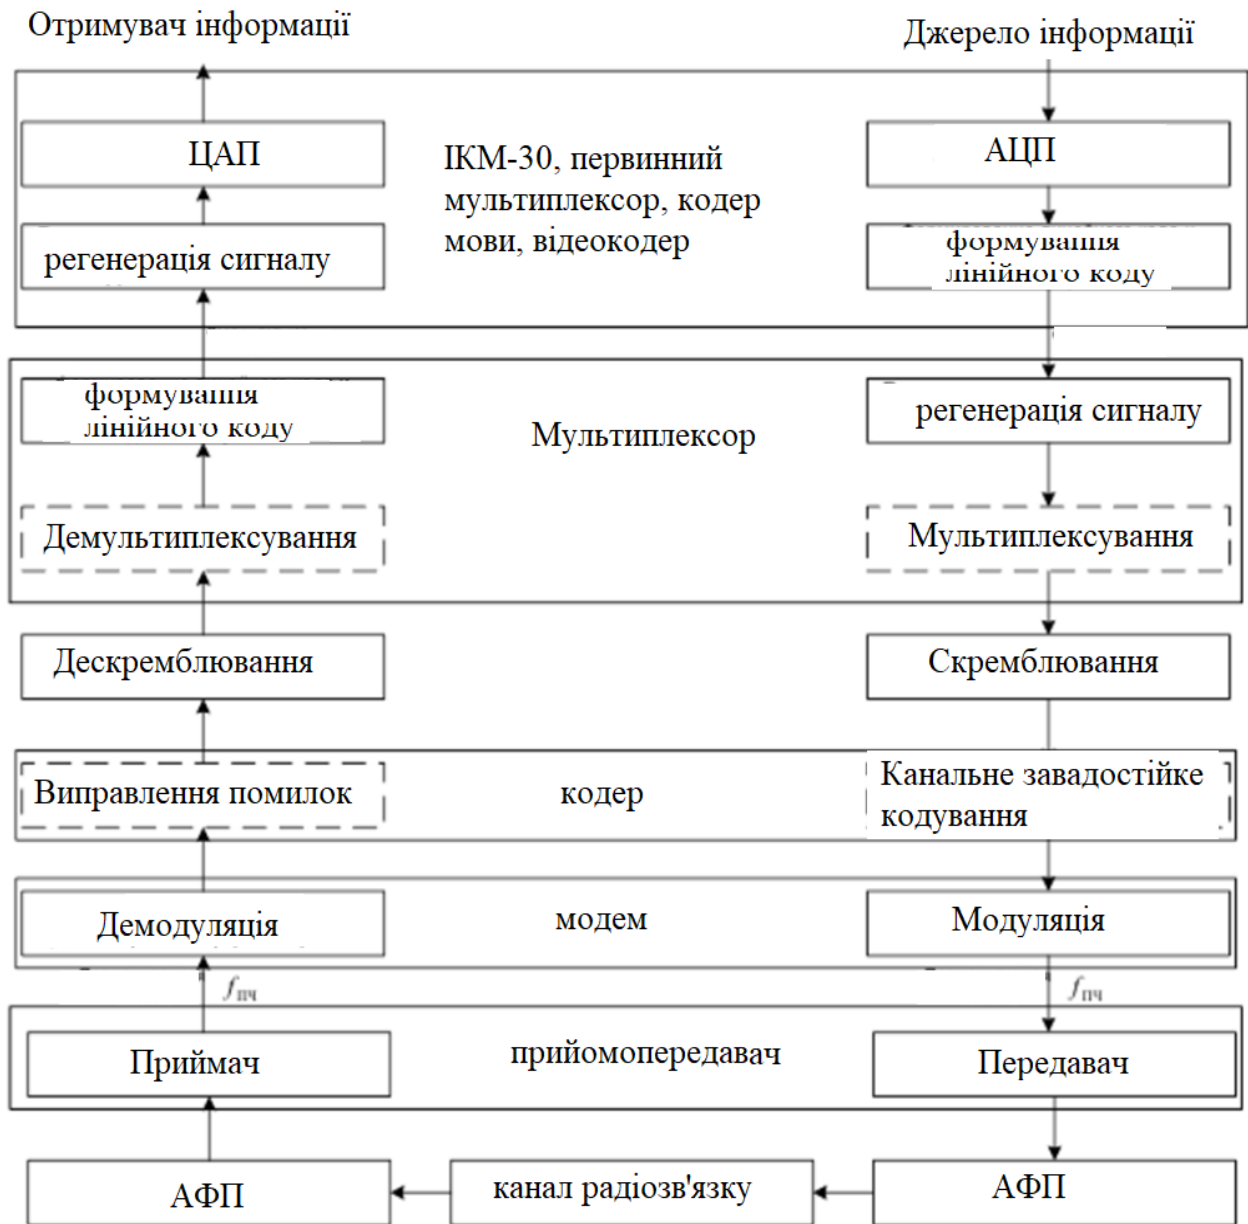 Отримувач інформації
Джерело інформації
ЦАП
ІКМ-30, первинний
мультиплексор, кодер
мови, відеокодер
АЦП
регенерація сигналу
формування
лінійного коду
формування
лінійного коду
Мультиплексор
регенерація сигналу
Демультиплексування
Мультиплексування
Дескремблювання
Скремблювання
Виправлення помилок
кодер
Канальне завадостійке
кодування
Демодуляція
модем
Модуляція
fпч
fпч
Приймач
прийомопередавач
Передавач
АФП
канал радіозв'язку
АФП